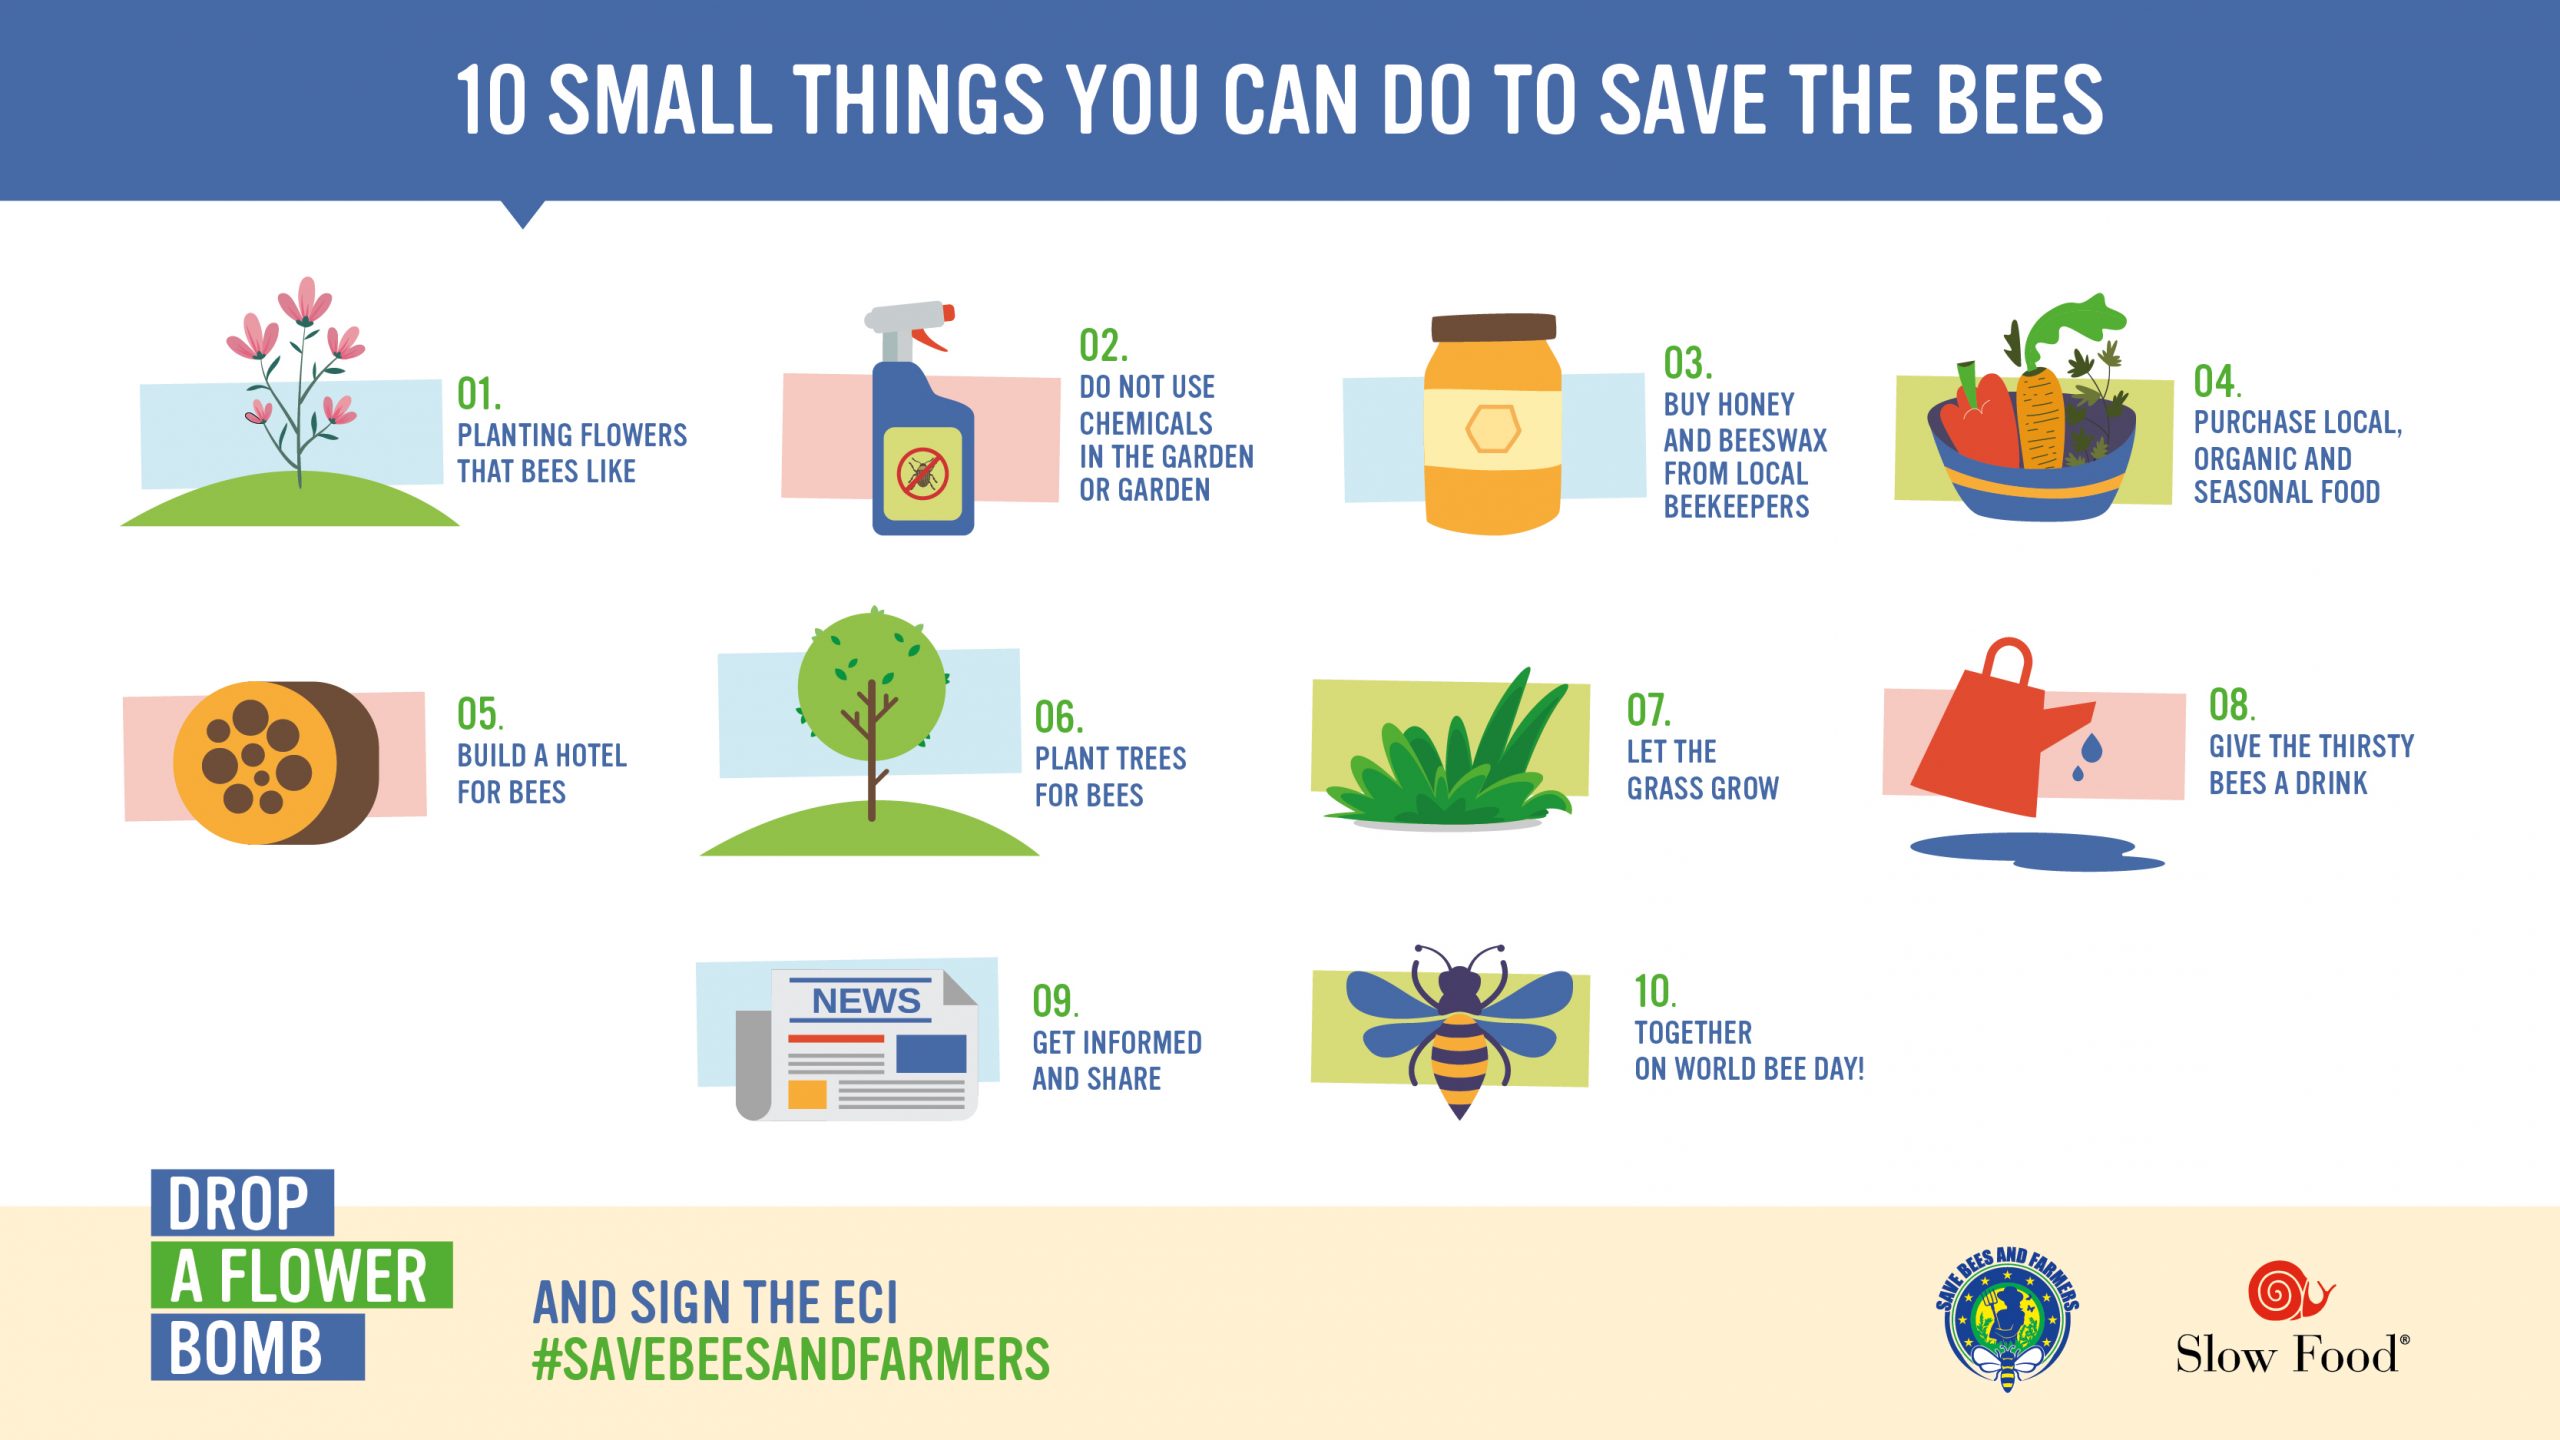 10 SMALL THINGS YOU CAN DO TO SAVE THE BEES
01.
PLANTING FLOWERS
THAT BEES LIKE
02.
DO NOT USE
CHEMICALS
IN THE GARDEN
OR GARDEN
03.
BUY HONEY
AND BEESWAX
FROM LOCAL
BEEKEEPERS
04.
PURCHASE LOCAL,
ORGANIC AND
SEASONAL FOOD
05.
BUILD A HOTEL
FOR BEES
06.
PLANT TREES
FOR BEES
07.
LET THE
GRASS GROW
08.
GIVE THE THIRSTY
BEES A DRINK
NEWS
09.
GET INFORMED
AND SHARE
10.
TOGETHER
ON WORLD BEE DAY!
DROP
A FLOWER
BOMB
AND SIGN THE ECI
#SAVEBEESANDFARMERS
SAVE BEES AND FARMERS
Slow Food®